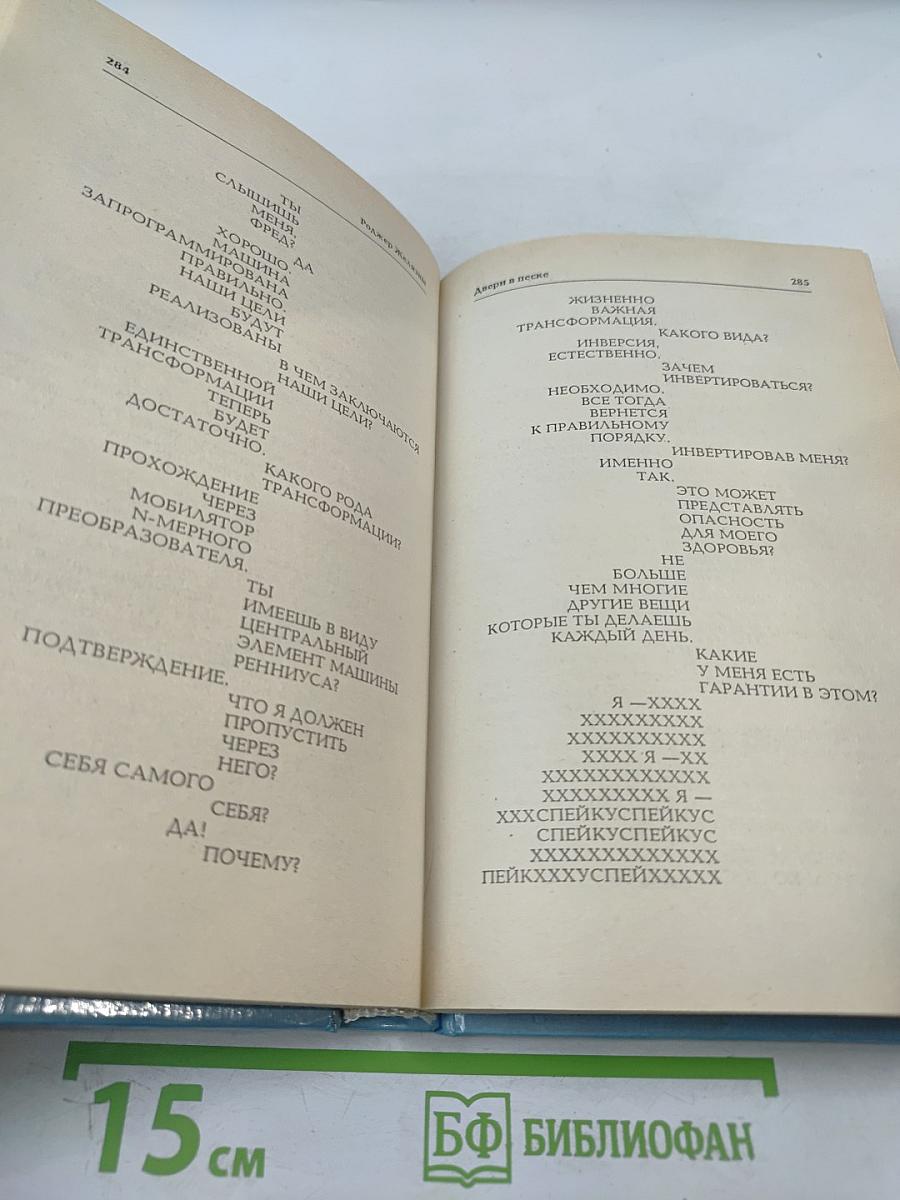 284
Роджер Желязны
ТЫ
СЛЫШИШЬ
МЕНЯ,
ФРЕД?
ДА
ХОРОШО.
МАШИНА
ЗАПРОГРАММИРОВАНА
ПРАВИЛЬНО.
НАШИ ЦЕЛИ
БУДУТ
РЕАЛИЗОВАНЫ
В ЧЕМ ЗАКЛЮЧАЮТСЯ
НАШИ ЦЕЛИ?
ЕДИНСТВЕННОЙ
ТРАНСФОРМАЦИИ
ТЕПЕРЬ
БУДЕТ
ДОСТАТОЧНО.
КАКОГО РОДА
ТРАНСФОРМАЦИИ?
ПРОХОЖДЕНИЕ
ЧЕРЕЗ
МОБИЛЯТОР
N-МЕРНОГО
ПРЕОБРАЗОВАТЕЛЯ.
ТЫ
ИМЕЕШЬ В ВИДУ
ЦЕНТРАЛЬНЫЙ
ЭЛЕМЕНТ МАШИНЫ
РЕННИУСА?
ПОДТВЕРЖДЕНИЕ.
ЧТО Я ДОЛЖЕН
ПРОПУСТИТЬ
ЧЕРЕЗ
НЕГО?
СЕБЯ САМОГО
СЕБЯ?
ДА!
ПОЧЕМУ?
Двери в песке
285
ЖИЗНЕННО
ВАЖНАЯ
ТРАНСФОРМАЦИЯ.
КАКОГО ВИДА?
ИНВЕРСИЯ,
ЕСТЕСТВЕННО.
ЗАЧЕМ
ИНВЕРТИРОВАТЬСЯ?
НЕОБХОДИМО.
ВСЕ ТОГДА
ВЕРНЕТСЯ
К ПРАВИЛЬНОМУ
ПОРЯДКУ.
ИНВЕРТИРОВАВ МЕНЯ?
ИМЕННО
ТАК.
ЭТО МОЖЕТ
ПРЕДСТАВЛЯТЬ
ОПАСНОСТЬ
ДЛЯ МОЕГО
ЗДОРОВЬЯ?
НЕ
БОЛЬШЕ
ЧЕМ МНОГИЕ
ДРУГИЕ ВЕЩИ
КОТОРЫЕ ТЫ ДЕЛАЕШЬ
КАЖДЫЙ ДЕНЬ.
КАКИЕ
У МЕНЯ ЕСТЬ
ГАРАНТИИ В ЭТОМ?
Я —ХХХХ
ХХХХХХХХХ
ХХХХХХХХХХ
ХХХХ Я —ХХ
ХХХХХХХХХХХХ
ХХХХХХХХХ Я —
ХХХСПЕЙКУСПЕЙКУС
СПЕЙКУСПЕЙКУС
ХХХХХХХХХХХХХ
ПЕЙКХХХУСПЕЙХХХХХ
15 см
БФ БИБЛИОФАН